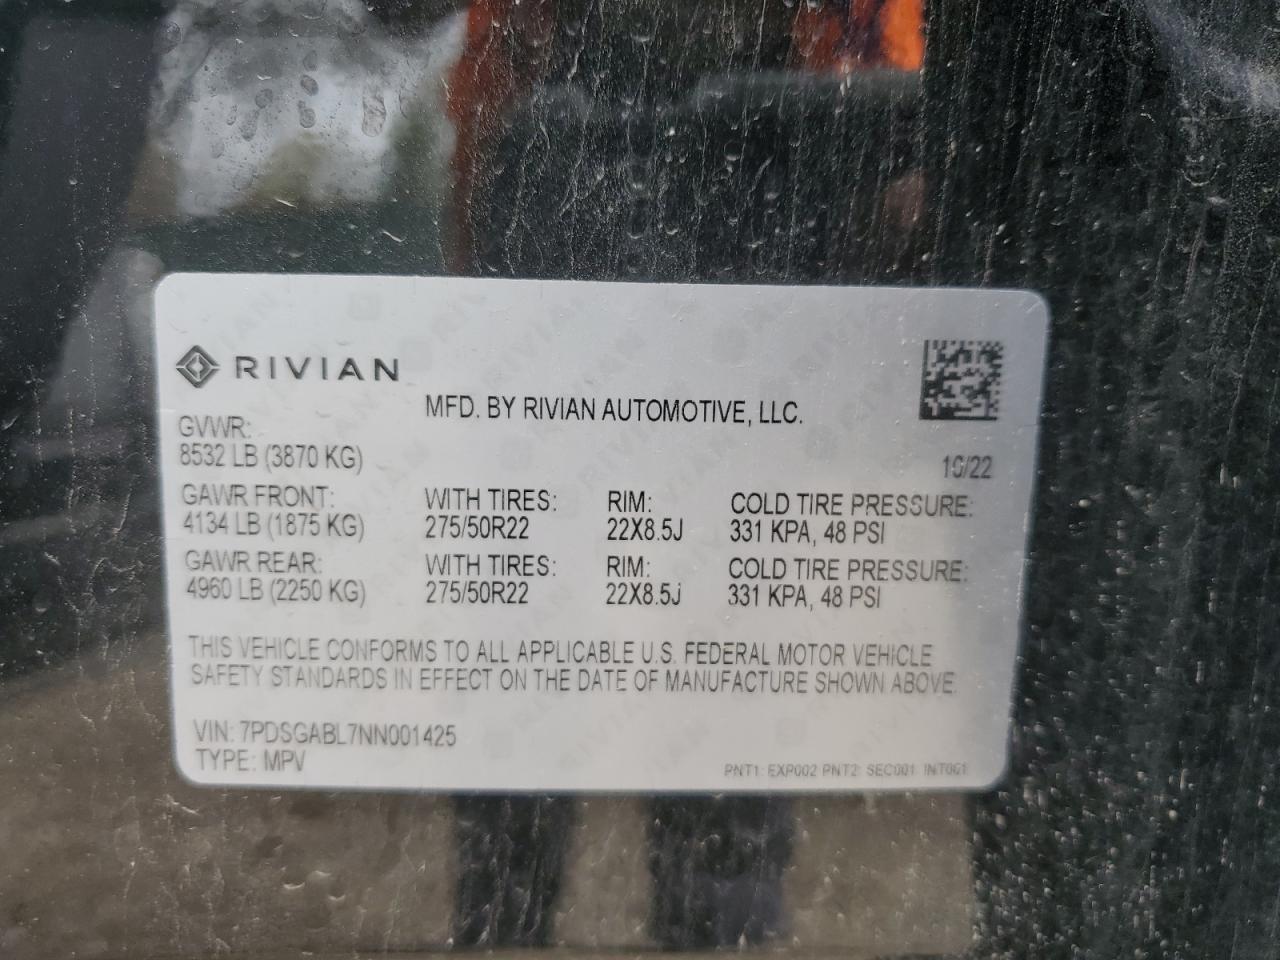 RIVIAN
MFD. BY RIVIAN AUTOMOTIVE, LLC.
GVWR:
8532 LB (3870 KG)
10/22
GAWR FRONT: WITH TIRES: RIM: COLD TIRE PRESSURE:
4134 LB (1875 KG) 275/50R22 22X8.5J 331 KPA, 48 PSI
GAWR REAR: WITH TIRES: RIM: COLD TIRE PRESSURE:
4960 LB (2250 KG) 275/50R22 22X8.5J 331 KPA, 48 PSI
THIS VEHICLE CONFORMS TO ALL APPLICABLE U.S. FEDERAL MOTOR VEHICLE
SAFETY STANDARDS IN EFFECT ON THE DATE OF MANUFACTURE SHOWN ABOVE.
VIN: 7PDSGABL7NN001425
TYPE: MPV
PNT1: EXP002 PNT2: SEC001 INT001